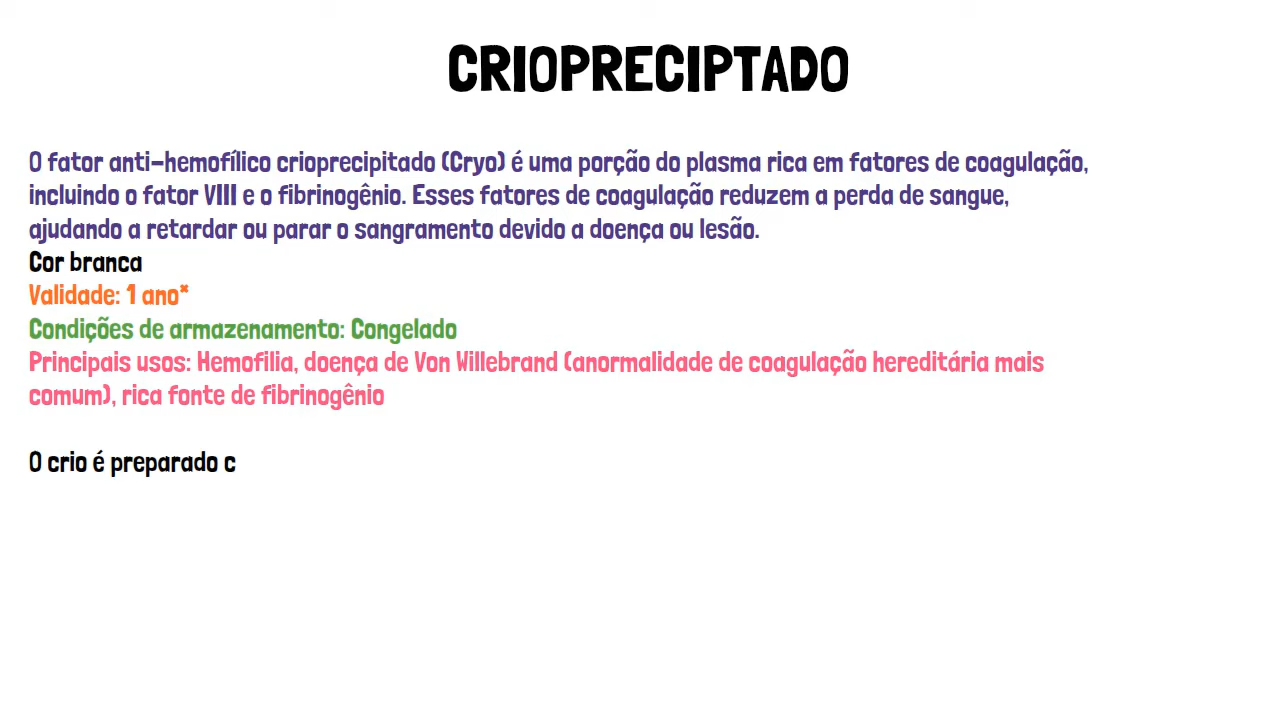 CRIOPRECIPTADO
O fator anti-hemofílico crioprecipitado (Cryo) é uma porção do plasma rica em fatores de coagulação,
incluindo o fator VIII e o fibrinogênio. Esses fatores de coagulação reduzem a perda de sangue,
ajudando a retardar ou parar o sangramento devido a doença ou lesão.
Cor branca
Validade: 1 ano*
Condições de armazenamento: Congelado
Principais usos: Hemofilia, doença de Von Willebrand (anormalidade de coagulação hereditária mais
comum), rica fonte de fibrinogênio
O crio é preparado c